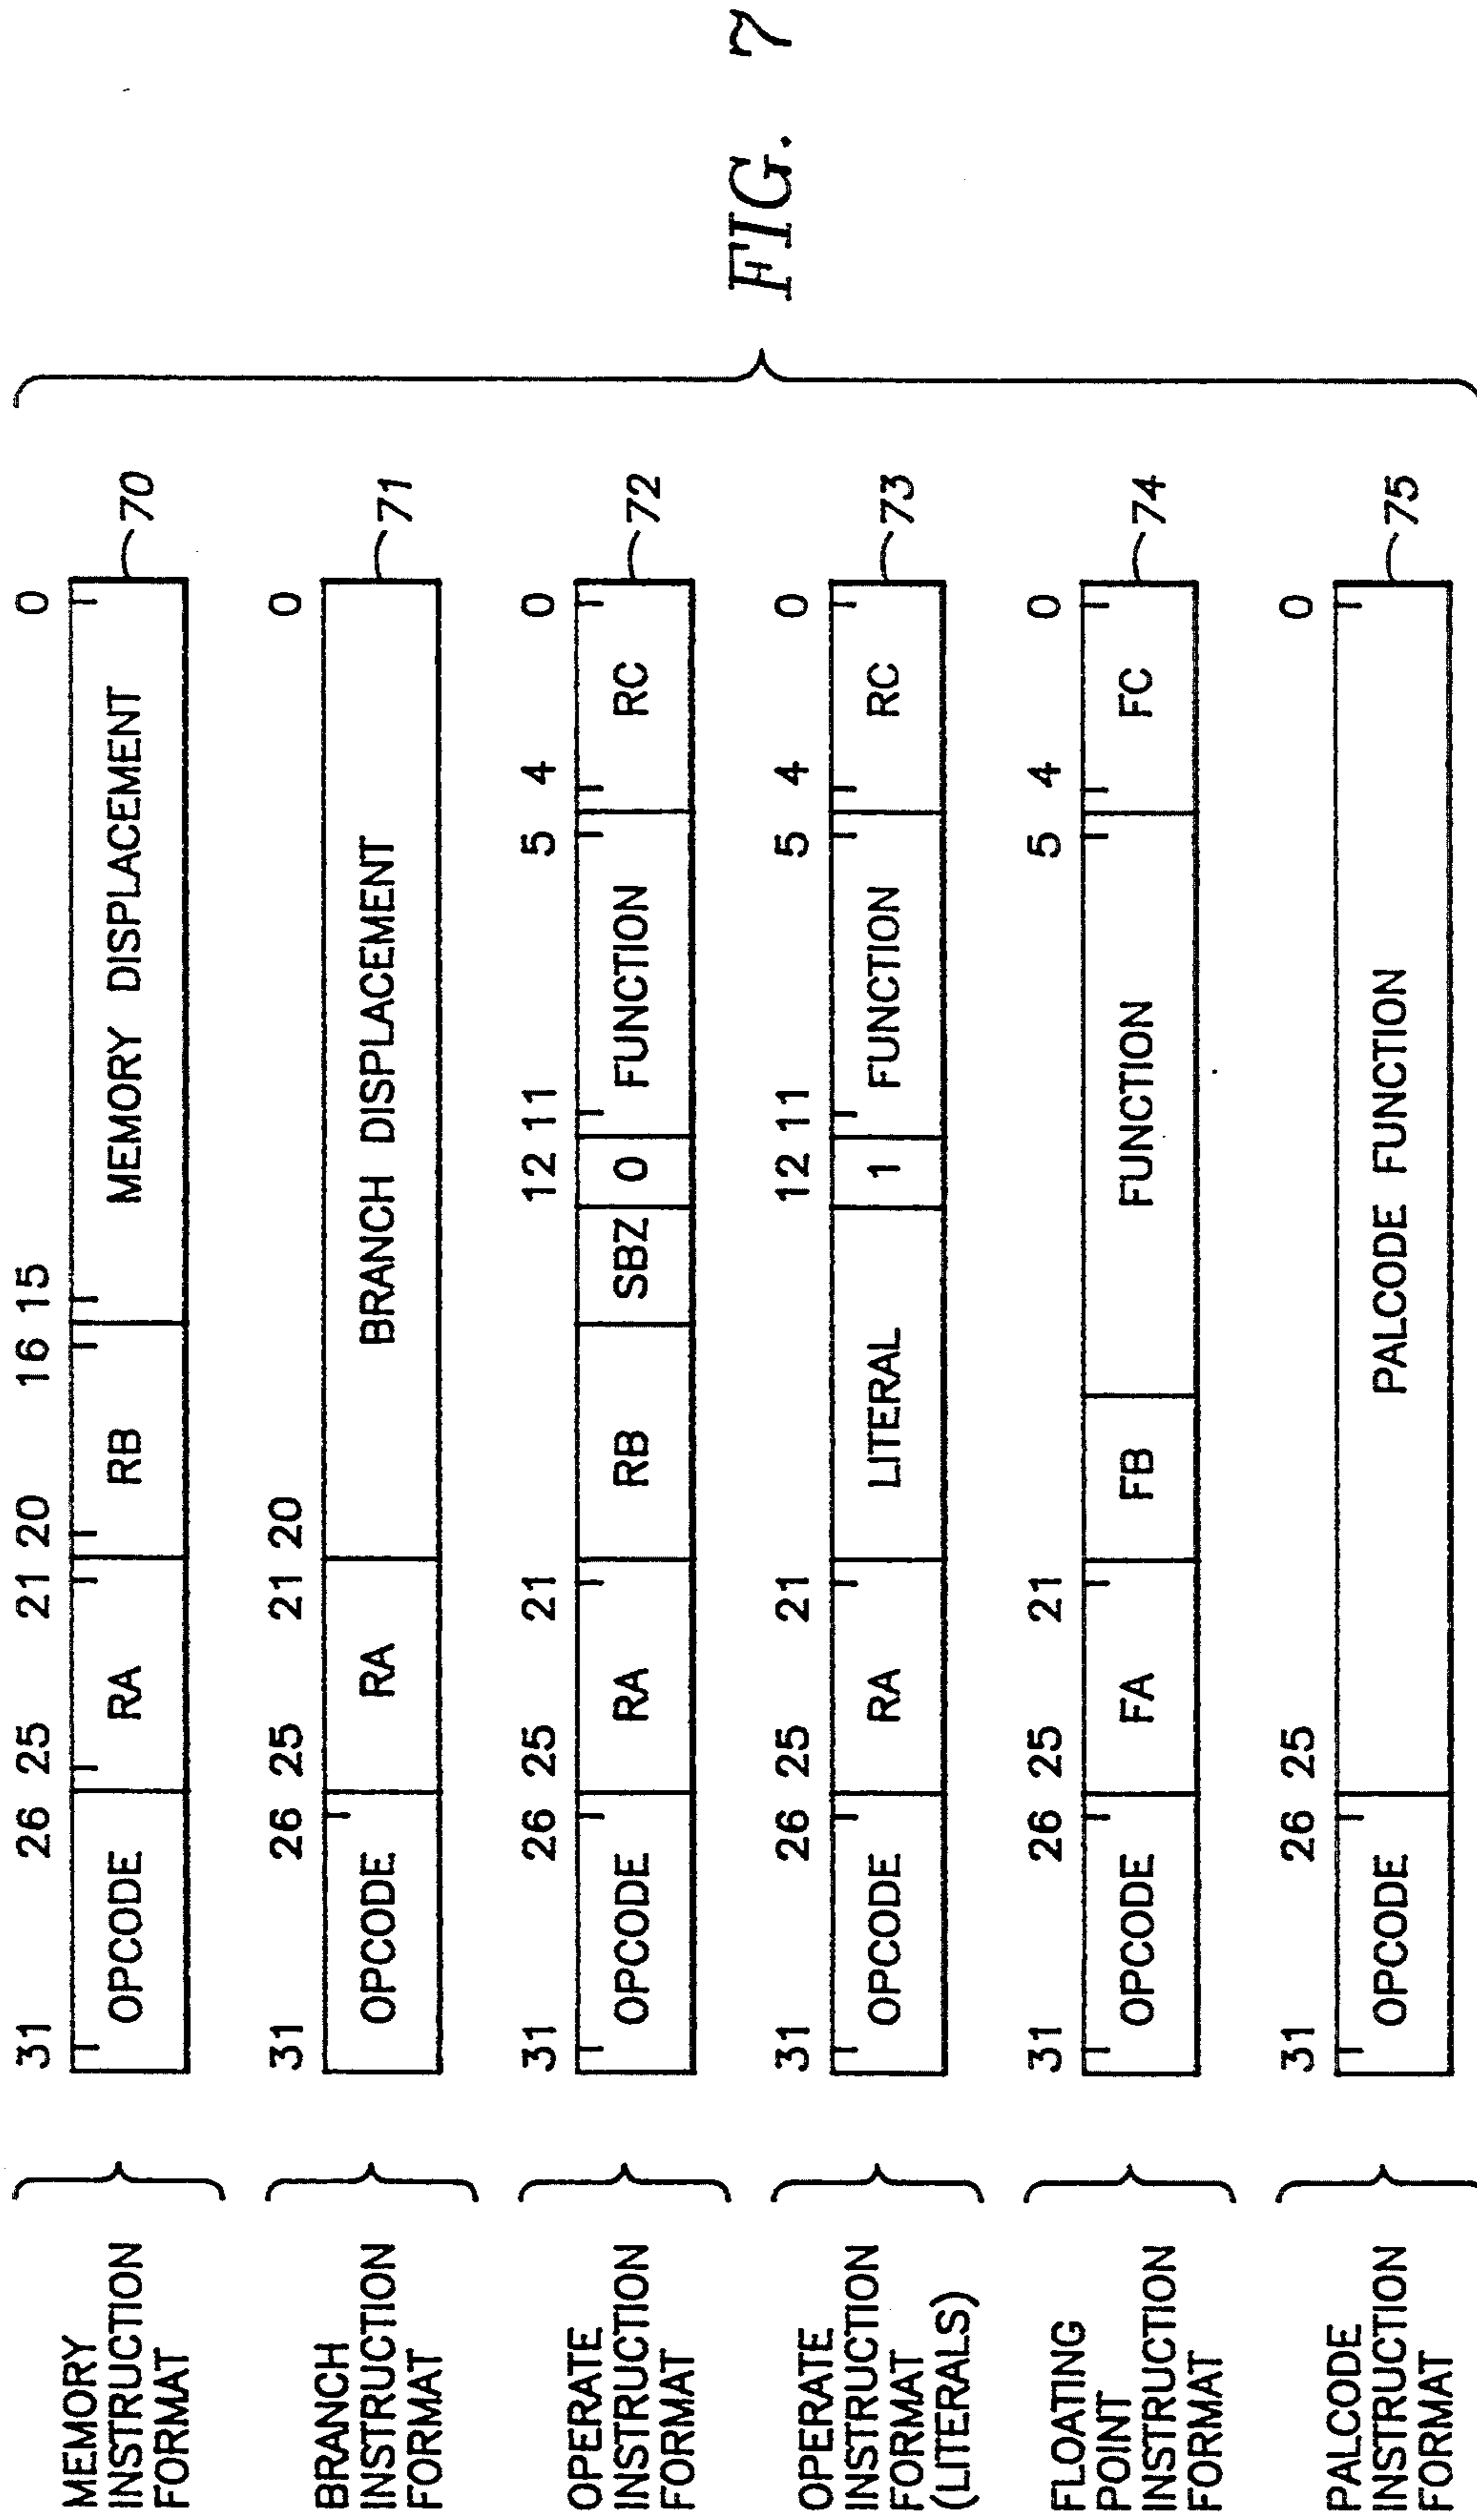 MEMORY
INSTRUCTION
FORMAT
31 26 25 21 20 16 15 0
OPCODE RA RB MEMORY DISPLACEMENT
70
BRANCH
INSTRUCTION
FORMAT
31 26 25 21 20 0
OPCODE RA BRANCH DISPLACEMENT
71
OPERATE
INSTRUCTION
FORMAT
31 26 25 21 12 11 5 4 0
OPCODE RA RB SBZ 0 FUNCTION RC
72
OPERATE
INSTRUCTION
FORMAT
(LITERALS)
31 26 25 21 12 11 5 4 0
OPCODE RA LITERAL 1 FUNCTION RC
73
FLOATING
POINT
INSTRUCTION
FORMAT
31 26 25 21 5 4 0
OPCODE FA FB FUNCTION FC
74
PALCODE
INSTRUCTION
FORMAT
31 26 25 0
OPCODE PALCODE FUNCTION
75
FIG. 7